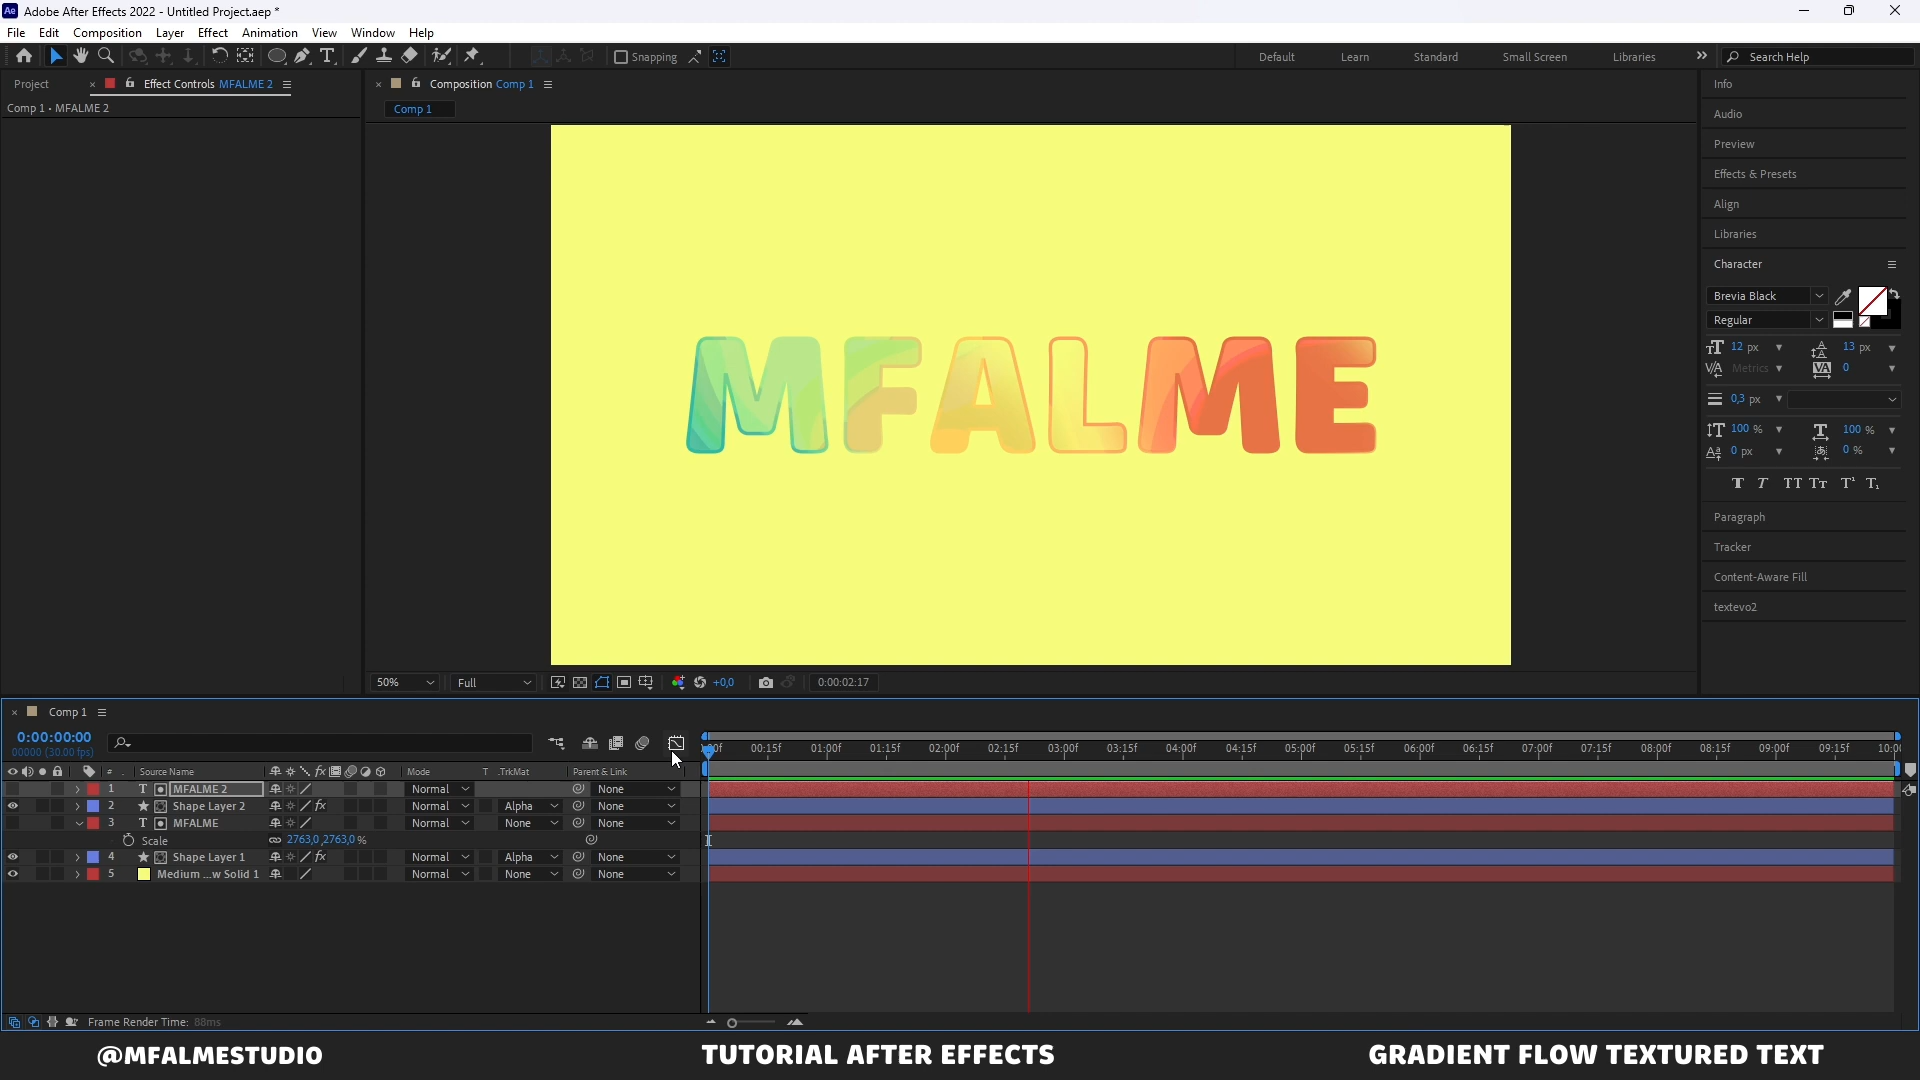 Adobe After Effects 2022 - Untitled Project.aep *
File Edit Composition Layer Effect Animation View Window Help
Snapping Default Learn Standard Small Screen Libraries Search Help
Project Effect Controls MFALME 2
Comp 1 • MFALME 2
Composition Comp 1
Comp 1
MFALME
50% Full +0,0 0:00:02:17
Info
Audio
Preview
Effects & Presets
Align
Libraries
Character
Brevia Black
Regular
12 px 13 px
Metrics 0
0,3 px
100 % 100 %
0 px 0 %
Paragraph
Tracker
Content-Aware Fill
textevo2
Comp 1
0:00:00:00
00000 (30.00 fps)
00:15f 01:00f 01:15f 02:00f 02:15f 03:00f 03:15f 04:00f 04:15f 05:00f 05:15f 06:00f 06:15f 07:00f 07:15f 08:00f 08:15f 09:00f 09:15f
# Source Name Mode T .TrkMat Parent & Link
1 MFALME 2 Normal None
2 Shape Layer 2 Normal Alpha None
3 MFALME Normal None None
Scale 2763,0,2763,0 %
4 Shape Layer 1 Normal Alpha None
5 Medium ...w Solid 1 Normal None None
Frame Render Time: 88ms
@MFALMESTUDIO TUTORIAL AFTER EFFECTS GRADIENT FLOW TEXTURED TEXT